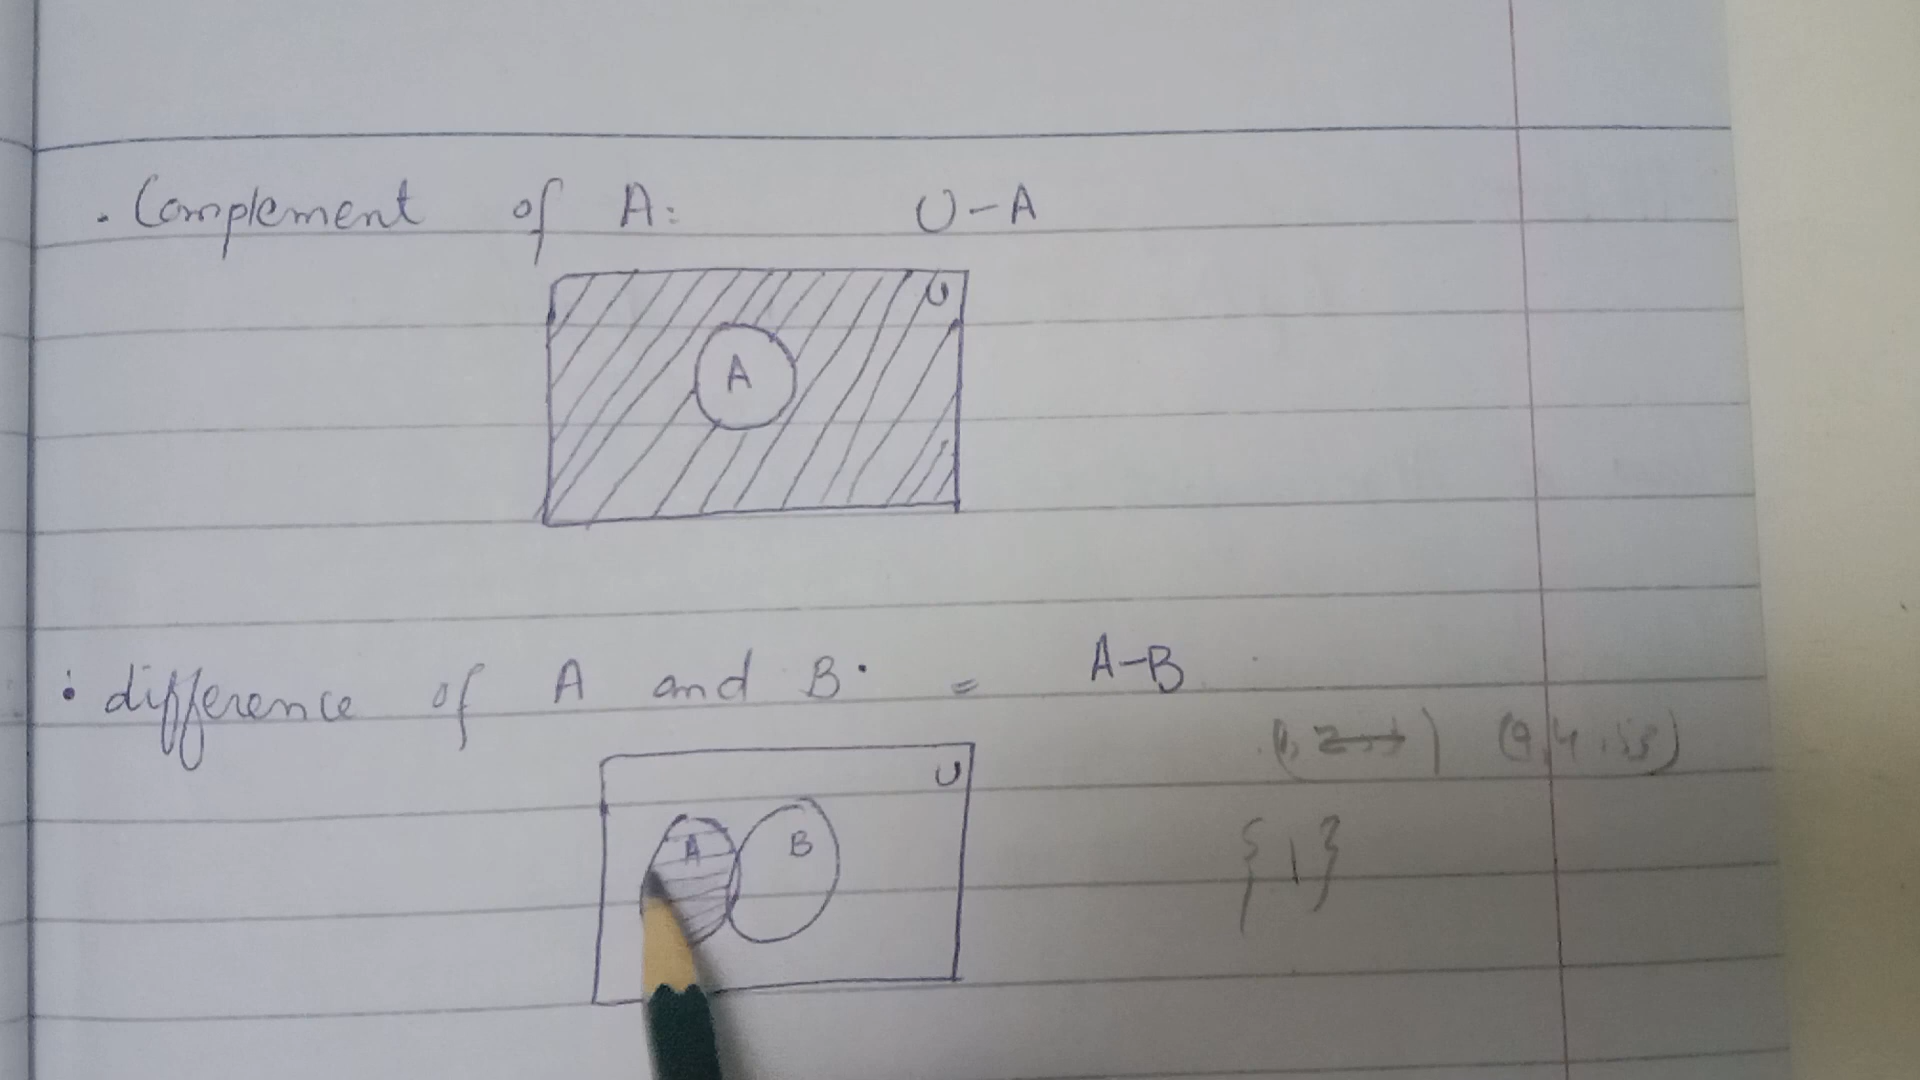 . Complement of A: U-A
U
A
: difference of A and B. = A-B
U
A B
{1}